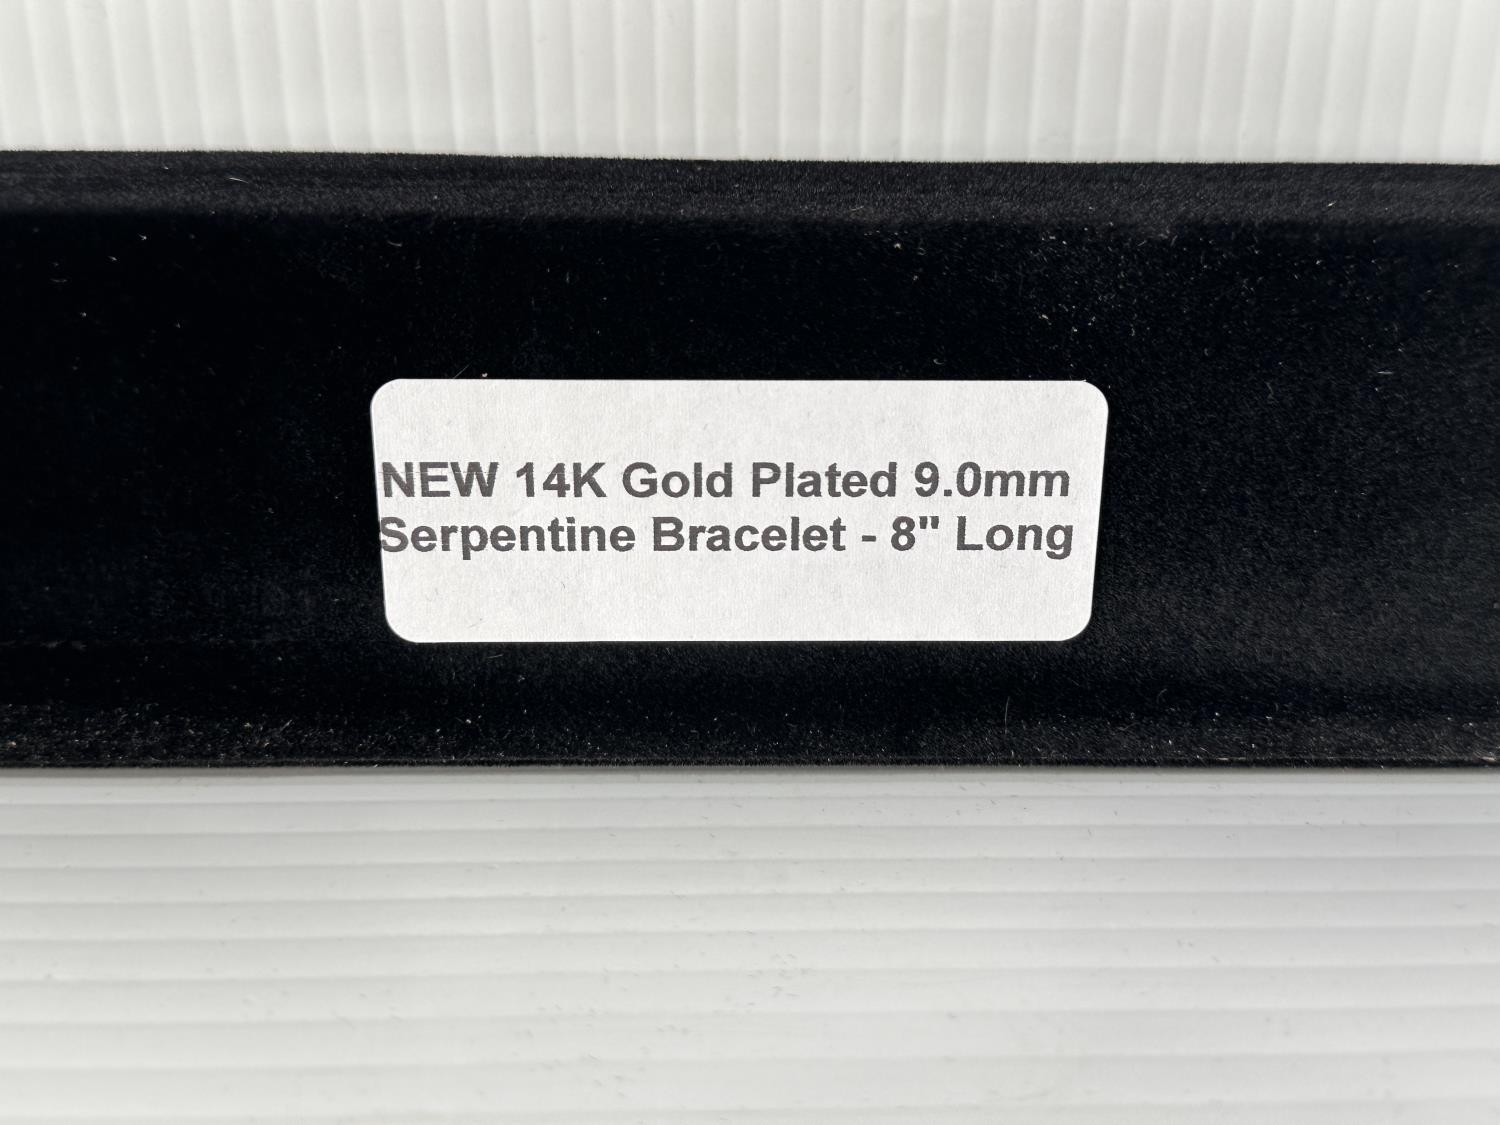 NEW 14K Gold Plated 9.0mm
Serpentine Bracelet - 8" Long